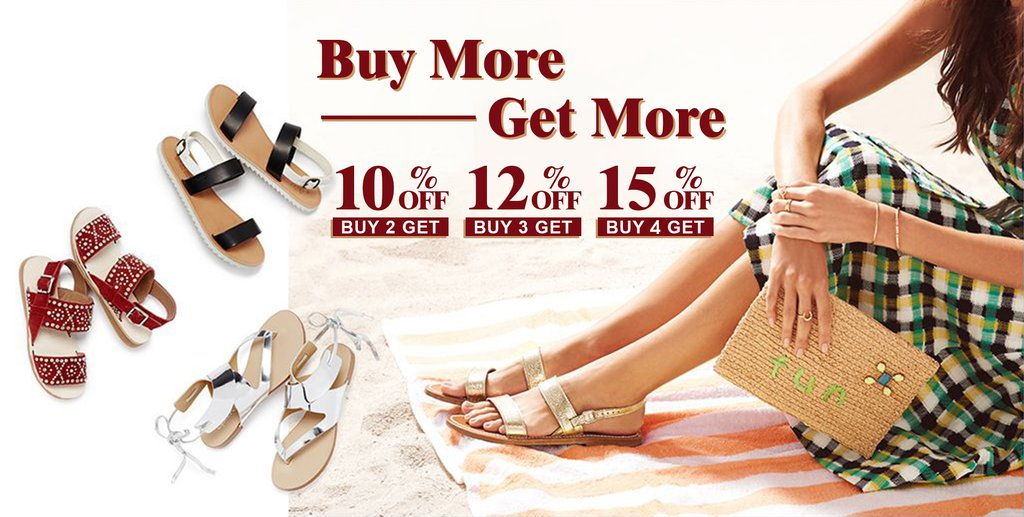 Buy More
Get More
10% OFF
BUY 2 GET
12% OFF
BUY 3 GET
15% OFF
BUY 4 GET
fun